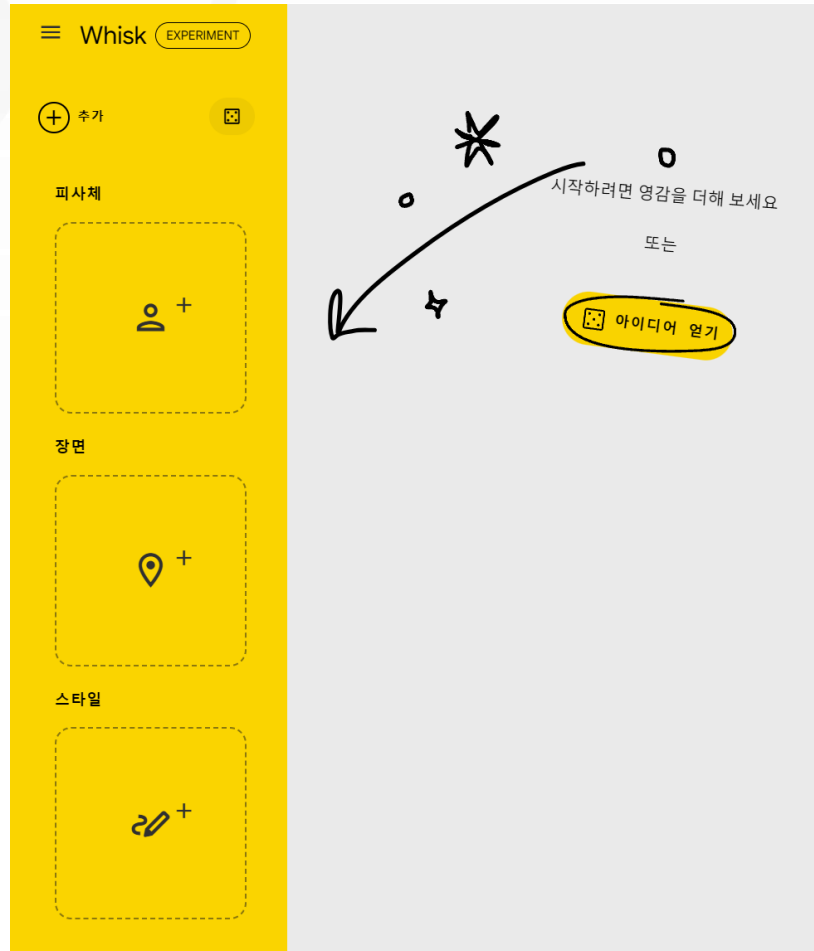 Whisk EXPERIMENT
추가
피사체
장면
스타일
시작하려면 영감을 더해 보세요
또는
아이디어 얻기